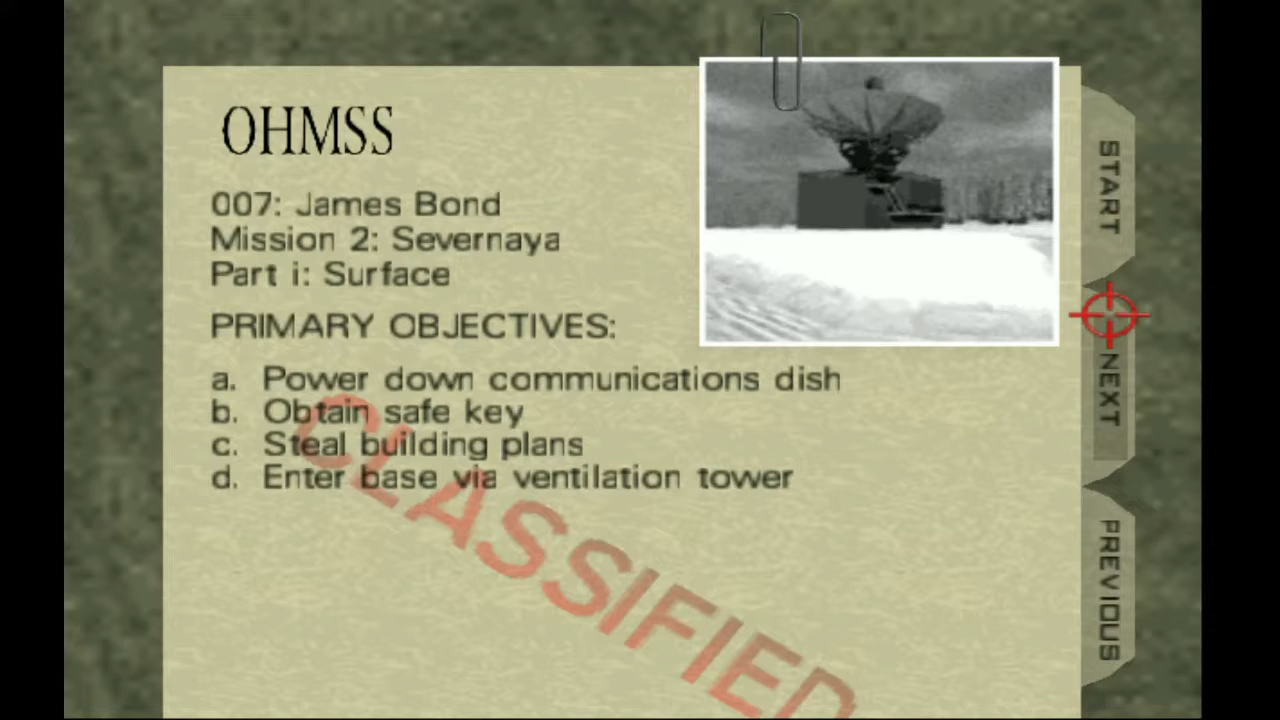 OHMSS
007: James Bond
Mission 2: Severnaya
Part i: Surface
PRIMARY OBJECTIVES:
a. Power down communications dish
b. Obtain safe key
c. Steal building plans
d. Enter base via ventilation tower
CLASSIFIED
START
NEXT
PREVIOUS